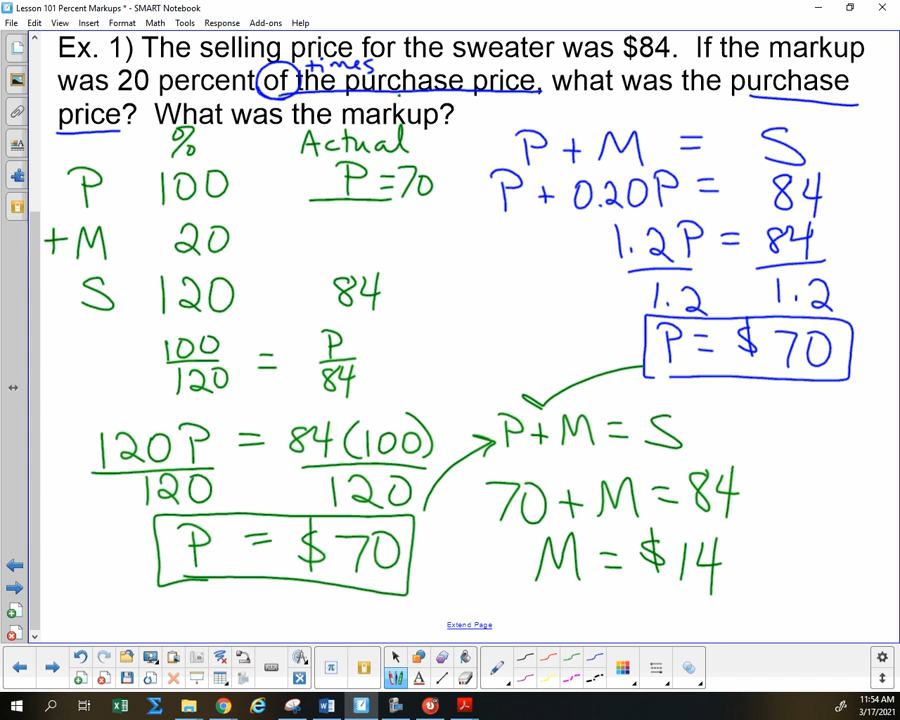 Lesson 101 Percent Markups * - SMART Notebook
File Edit View Insert Format Math Tools Response Add-ons Help
Ex. 1) The selling price for the sweater was $84. If the markup
times
was 20 percent of the purchase price, what was the purchase
price? What was the markup?
% Actual
P 100 P = 70
+M 20
S 120 84
100/120 = P/84
120P = 84(100)
120 120
P = $70
P + M = S
P + 0.20P = 84
1.2P = 84
1.2 1.2
P = $ 70
P + M = S
70 + M = 84
M = $14
Extend Page
11:54 AM
3/17/2021